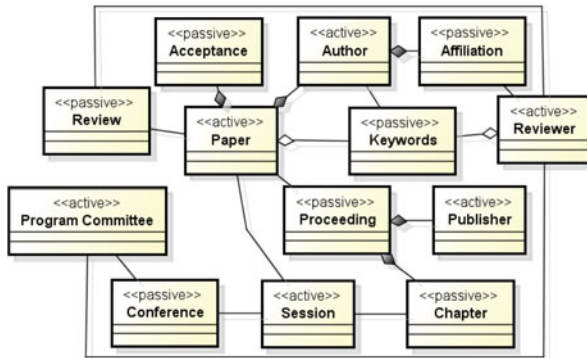 <<passive>>
Acceptance
<<active>>
Author
<<passive>>
Affiliation
<<passive>>
Review
<<active>>
Paper
<<passive>>
Keywords
<<active>>
Reviewer
<<active>>
Program Committee
<<passive>>
Proceeding
<<active>>
Publisher
<<passive>>
Conference
<<active>>
Session
<<passive>>
Chapter